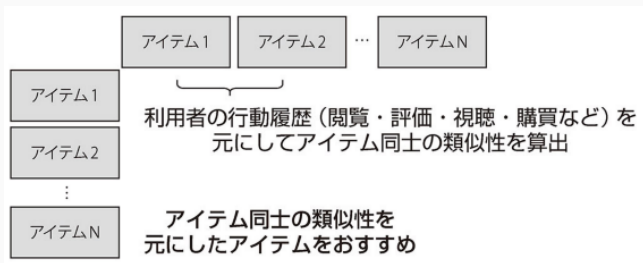 アイテム1 アイテム2 … アイテムN
アイテム1
利用者の行動履歴（閲覧・評価・視聴・購買など）を
元にしてアイテム同士の類似性を算出
アイテム2
⋮
アイテムN
アイテム同士の類似性を
元にしたアイテムをおすすめ